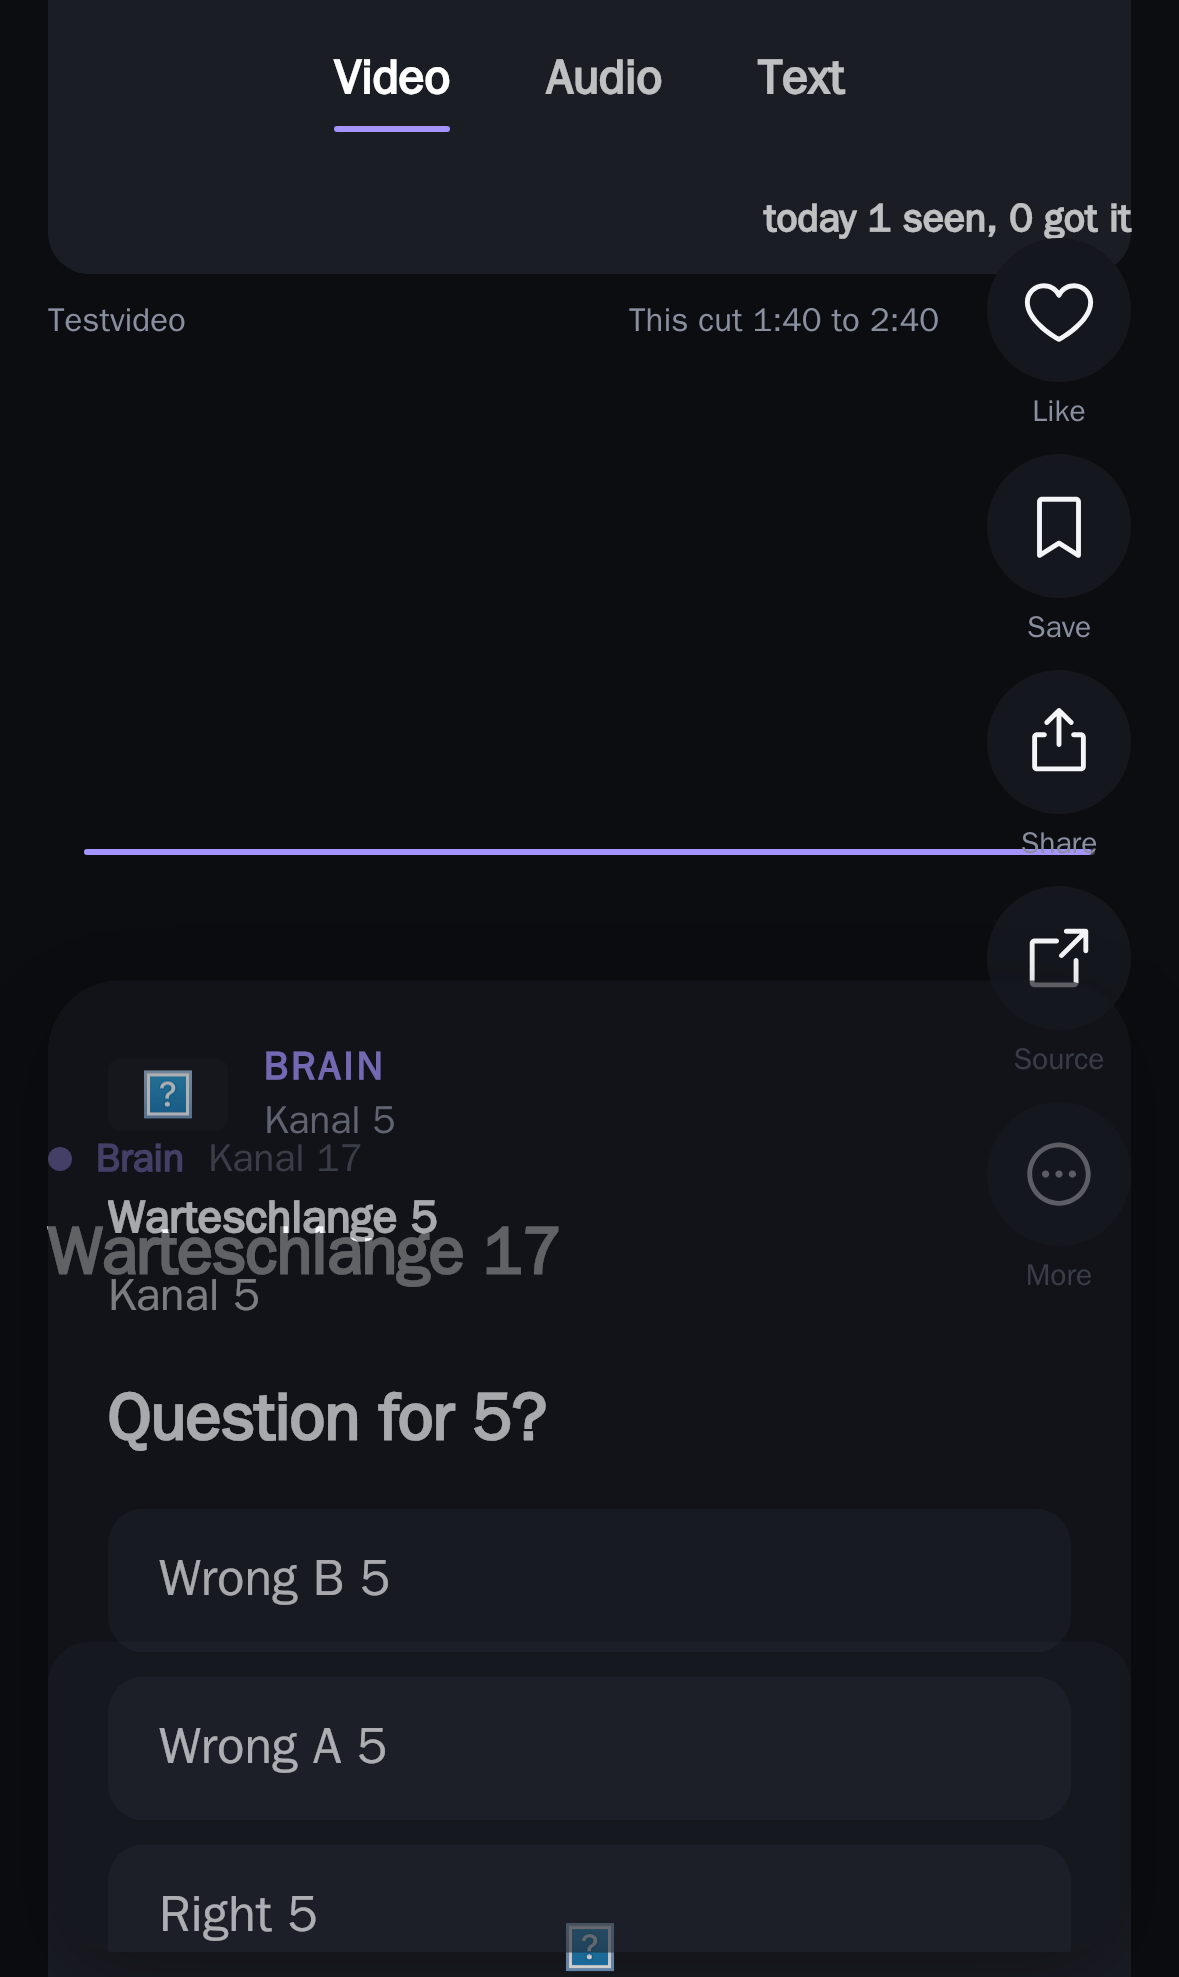 Video Audio Text
today 1 seen, 0 got it
Testvideo This cut 1:40 to 2:40
Like
Save
Share
Source
BRAIN
Kanal 5
Brain Kanal 17
Warteschlange 5
Warteschlange 17
More
Kanal 5
Question for 5?
Wrong B 5
Wrong A 5
Right 5